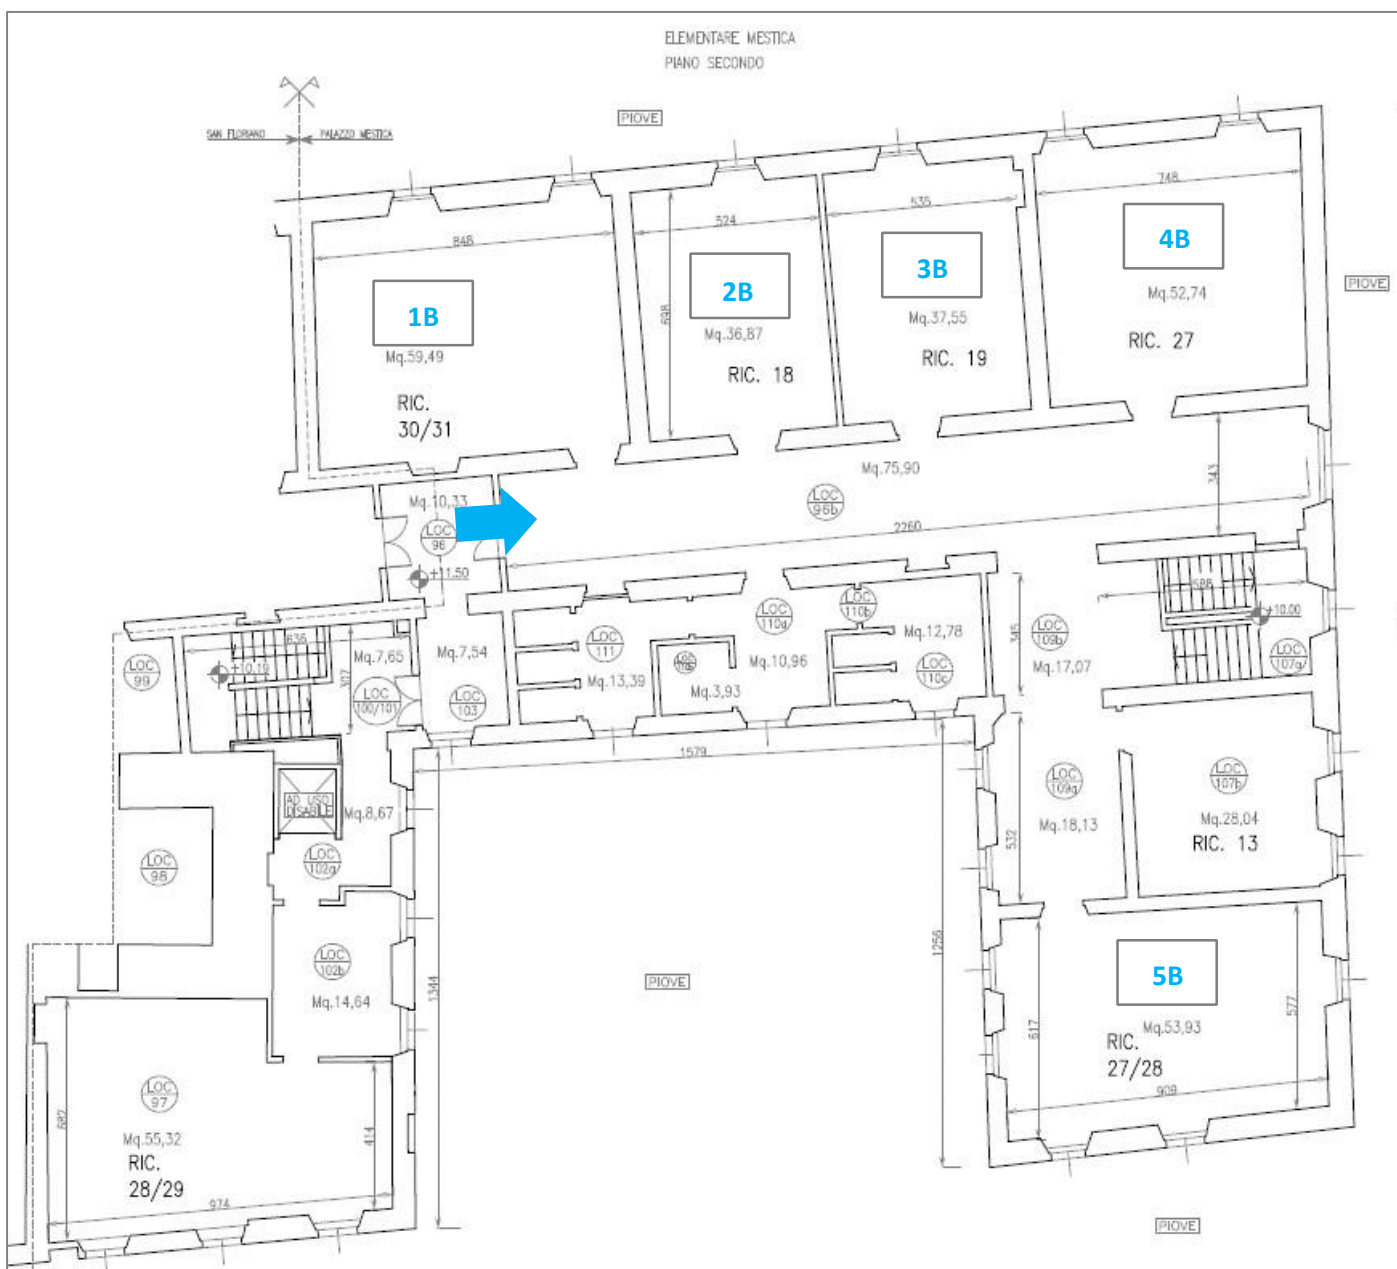 ELEMENTARE MESTICA
PIANO SECONDO
PIOVE
SAN FLORIANO
PALAZZO MESTICA
848
524
535
748
1B
2B
3B
4B
PIOVE
Mq.59,49
Mq.36,87
Mq.37,55
Mq.52,74
698
RIC.
30/31
RIC. 18
RIC. 19
RIC. 27
Mq.75,90
343
Mq.10,33
LOC
96
LOC
96b
2260
+11.50
588
+10.00
636
LOC
99
+10.19
307
Mq.7,65
LOC
100/101
Mq.7,54
LOC
103
LOC
111
Mq.13,39
Mq.3,93
LOC
110a
Mq.10,96
LOC
110b
Mq.12,78
LOC
110c
345
LOC
109b
Mq.17,07
LOC
107a
1579
AD USO
DISABILE
Mq.8,67
LOC
102a
LOC
98
532
LOC
109a
Mq.18,13
LOC
107b
Mq.28,04
RIC. 13
LOC
102b
Mq.14,64
1344
PIOVE
1256
5B
Mq.53,93
RIC.
27/28
617
577
909
LOC
97
Mq.55,32
RIC.
28/29
682
414
974
PIOVE